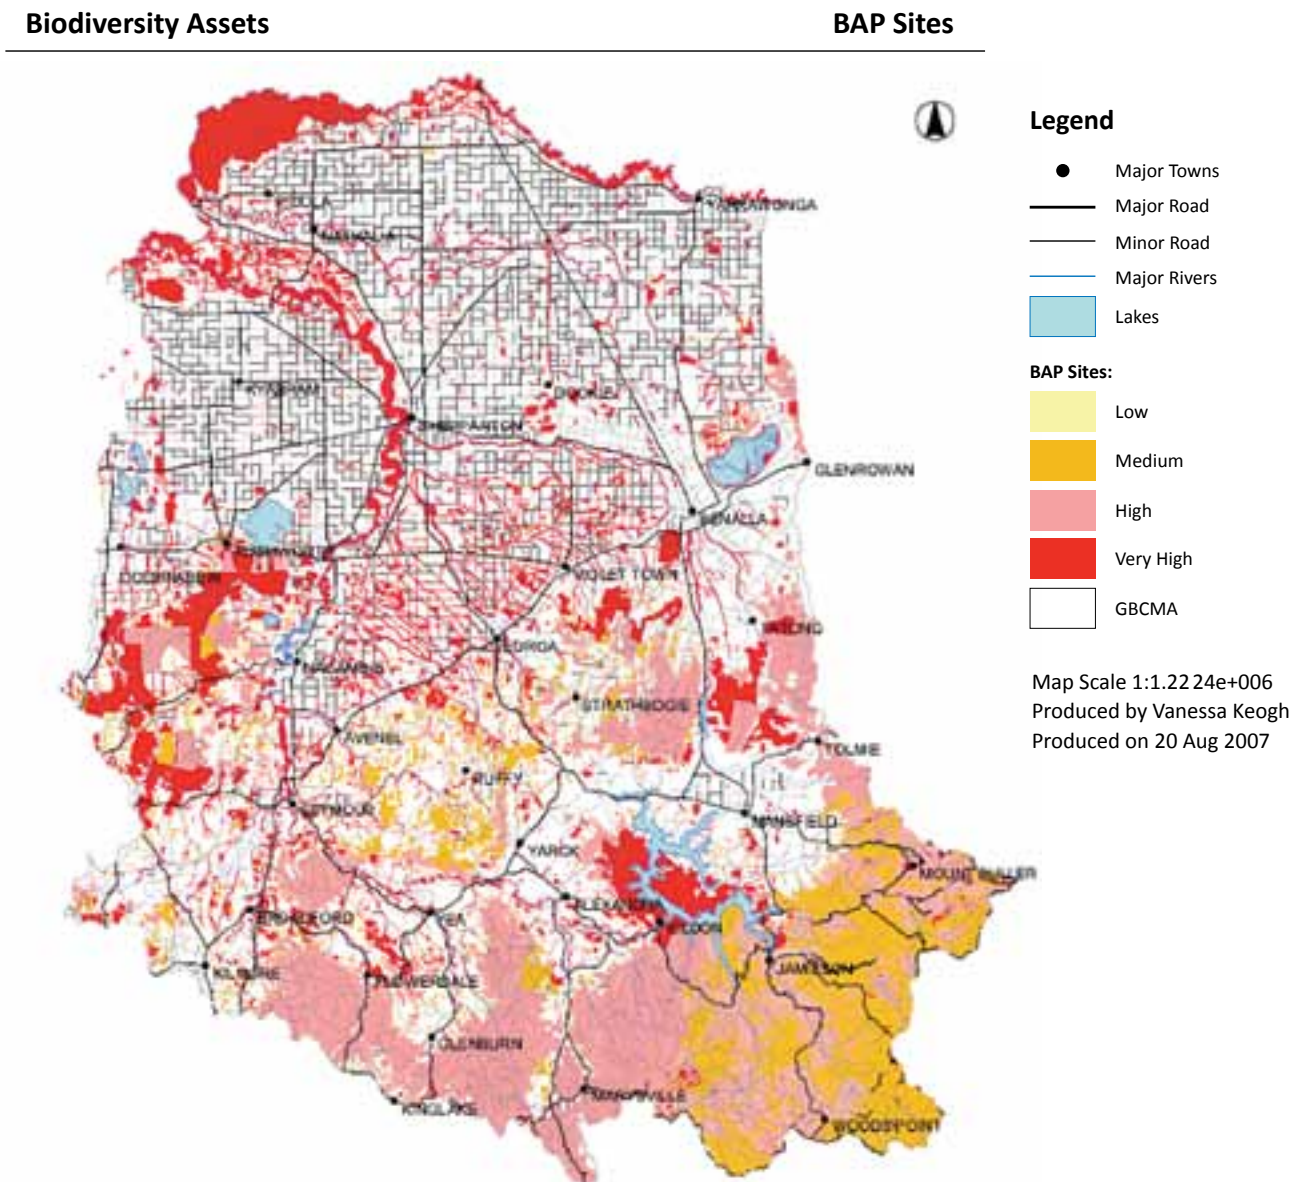 Biodiversity Assets
BAP Sites
Legend
Major Towns
Major Road
Minor Road
Major Rivers
Lakes
BAP Sites:
Low
Medium
High
Very High
GBCMA
Map Scale 1:1.22 24e+006
Produced by Vanessa Keogh
Produced on 20 Aug 2007
YARRAWONGA
KYABRAM
DOOKIE
SHEPPARTON
GLENROWAN
BENALLA
VIOLET TOWN
EUROA
NAGAMBIE
STRATHBOGIE
AVENEL
TOLMIE
RUFFY
SEYMOUR
MANSFIELD
YARCK
MOUNT BULLER
ALEXANDRA
BROADFORD
YEA
EILDON
KILMORE
JAMIESON
FLOWERDALE
GLENBURN
MARYSVILLE
KINGLAKE
WOODSPOINT